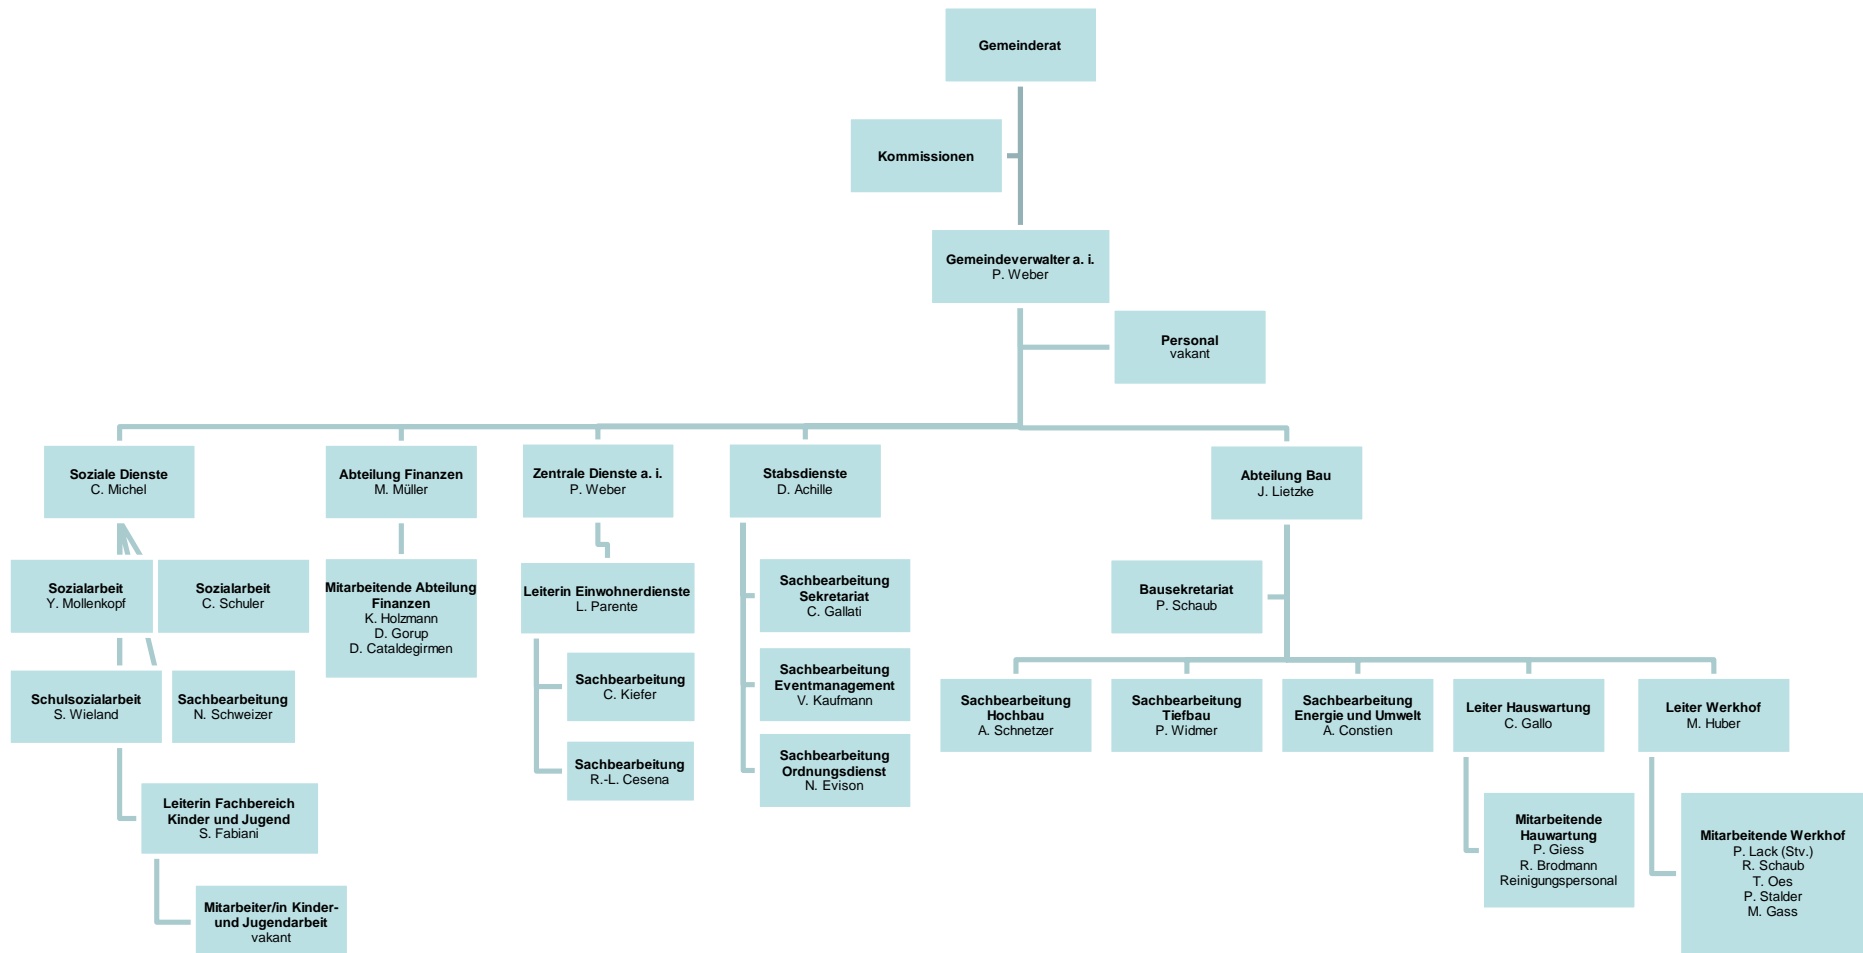 Gemeinderat
Kommissionen
Gemeindeverwalter a. i.
P. Weber
Personal
vakant
Soziale Dienste
C. Michel
Abteilung Finanzen
M. Müller
Zentrale Dienste a. i.
P. Weber
Stabsdienste
D. Achille
Abteilung Bau
J. Lietzke
Sozialarbeit
Y. Mollenkopf
Sozialarbeit
C. Schuler
Schulsozialarbeit
S. Wieland
Sachbearbeitung
N. Schweizer
Leiterin Fachbereich
Kinder und Jugend
S. Fabiani
Mitarbeiter/in Kinder-
und Jugendarbeit
vakant
Mitarbeitende Abteilung
Finanzen
K. Holzmann
D. Gorup
D. Cataldegirmen
Leiterin Einwohnerdienste
L. Parente
Sachbearbeitung
C. Kiefer
Sachbearbeitung
R.-L. Cesena
Sachbearbeitung
Sekretariat
C. Gallati
Sachbearbeitung
Eventmanagement
V. Kaufmann
Sachbearbeitung
Ordnungsdienst
N. Evison
Bausekretariat
P. Schaub
Sachbearbeitung
Hochbau
A. Schnetzer
Sachbearbeitung
Tiefbau
P. Widmer
Sachbearbeitung
Energie und Umwelt
A. Constien
Leiter Hauswartung
C. Gallo
Mitarbeitende
Hauwartung
P. Giess
R. Brodmann
Reinigungspersonal
Leiter Werkhof
M. Huber
Mitarbeitende Werkhof
P. Lack (Stv.)
R. Schaub
T. Oes
P. Stalder
M. Gass